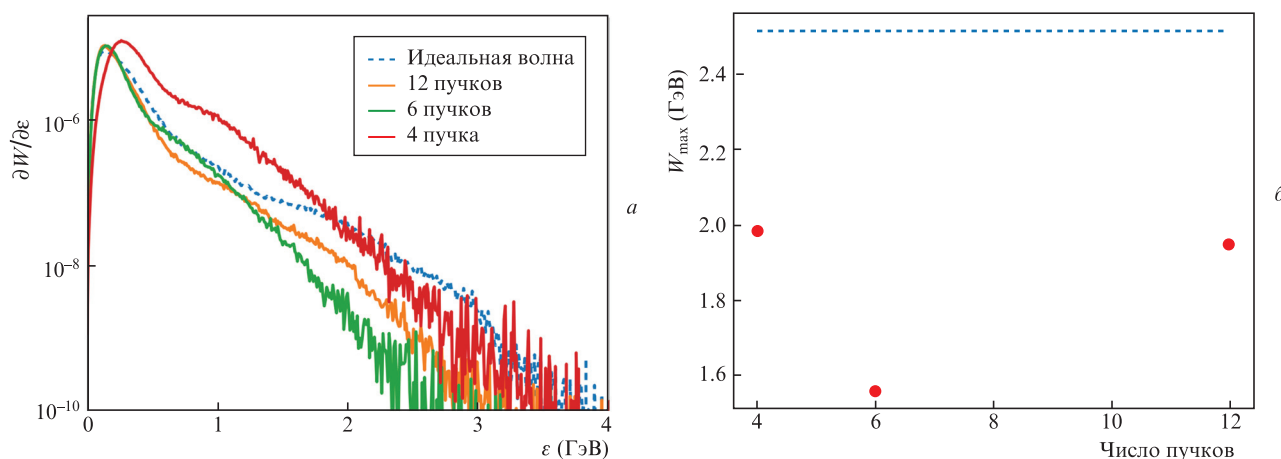 ∂W/∂ε
10⁻⁶
10⁻⁸
10⁻¹⁰
0
1
2
3
4
ε (ГэВ)
Идеальная волна
12 пучков
6 пучков
4 пучка
а
W_max (ГэВ)
2.4
2.2
2.0
1.8
1.6
4
6
8
10
12
Число пучков
б